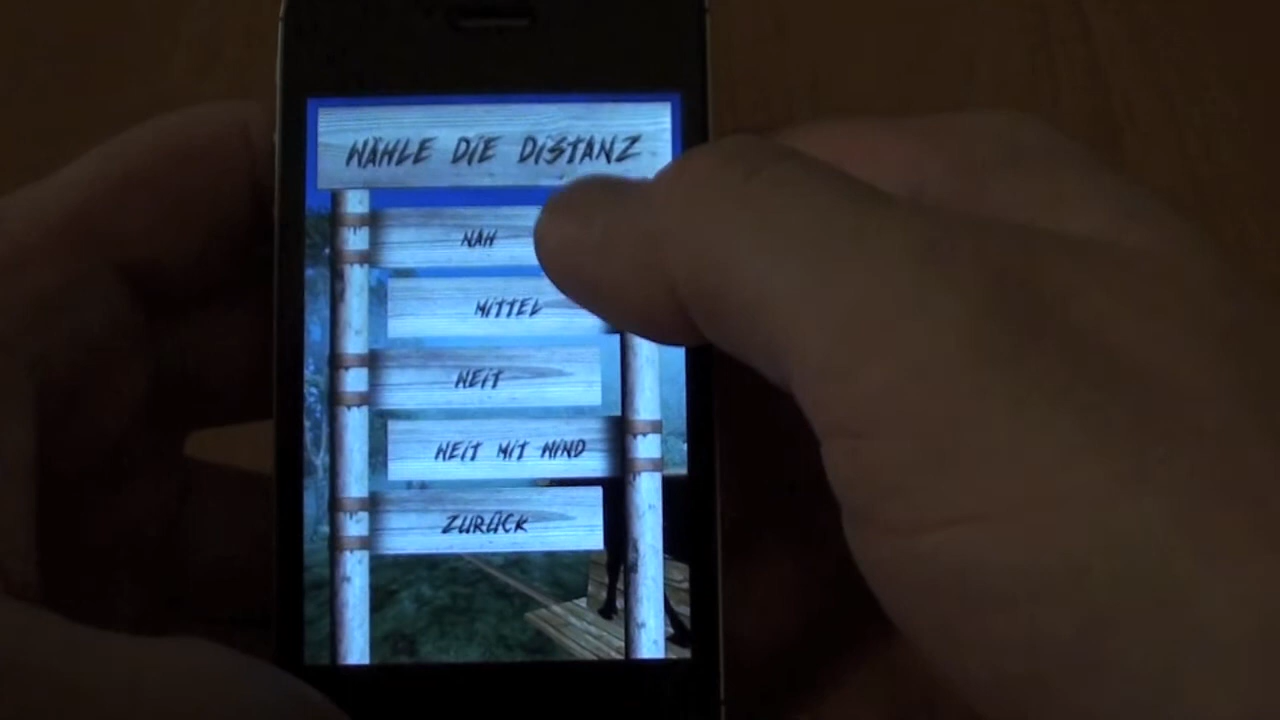 WÄHLE DIE DISTANZ
NAH
MITTEL
WEIT
WEIT MIT WIND
ZURÜCK